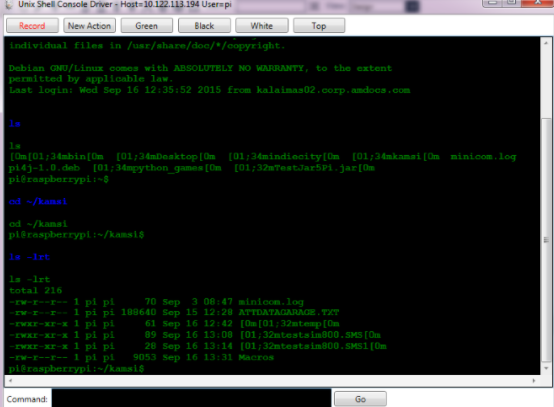 Unix Shell Console Driver - Host=10.122.113.194 User=pi
Record New Action Green Black White Top
individual files in /usr/share/doc/*/copyright.
Debian GNU/Linux comes with ABSOLUTELY NO WARRANTY, to the extent
permitted by applicable law.
Last login: Wed Sep 16 12:35:52 2015 from kalaimas02.corp.amdocs.com
ls
ls
[0m[01;34mbin[0m [01;34mDesktop[0m [01;34mmindiecity[0m [01;34mkamsi[0m minicom.log
pi4j-1.0.deb [01;34mpython_games[0m [01;32mTestJar5Pi.jar[0m
pi@raspberrypi:~$
cd ~/kamsi
cd ~/kamsi
pi@raspberrypi:~/kamsi$
ls -lrt
ls -lrt
total 216
-rw-r--r-- 1 pi pi 70 Sep 3 08:47 minicom.log
-rw-r--r-- 1 pi pi 188640 Sep 15 12:28 ATTDATAGARAGE.TXT
-rwxr-xr-x 1 pi pi 61 Sep 16 12:42 [0m[01;32mtemp[0m
-rwxr-xr-x 1 pi pi 89 Sep 16 13:08 [01;32mtestsim800.SMS[0m
-rwxr-xr-x 1 pi pi 28 Sep 16 13:14 [01;32mtestsim800.SMS1[0m
-rw-r--r-- 1 pi pi 9053 Sep 16 13:31 Macros
pi@raspberrypi:~/kamsi$
Command: Go